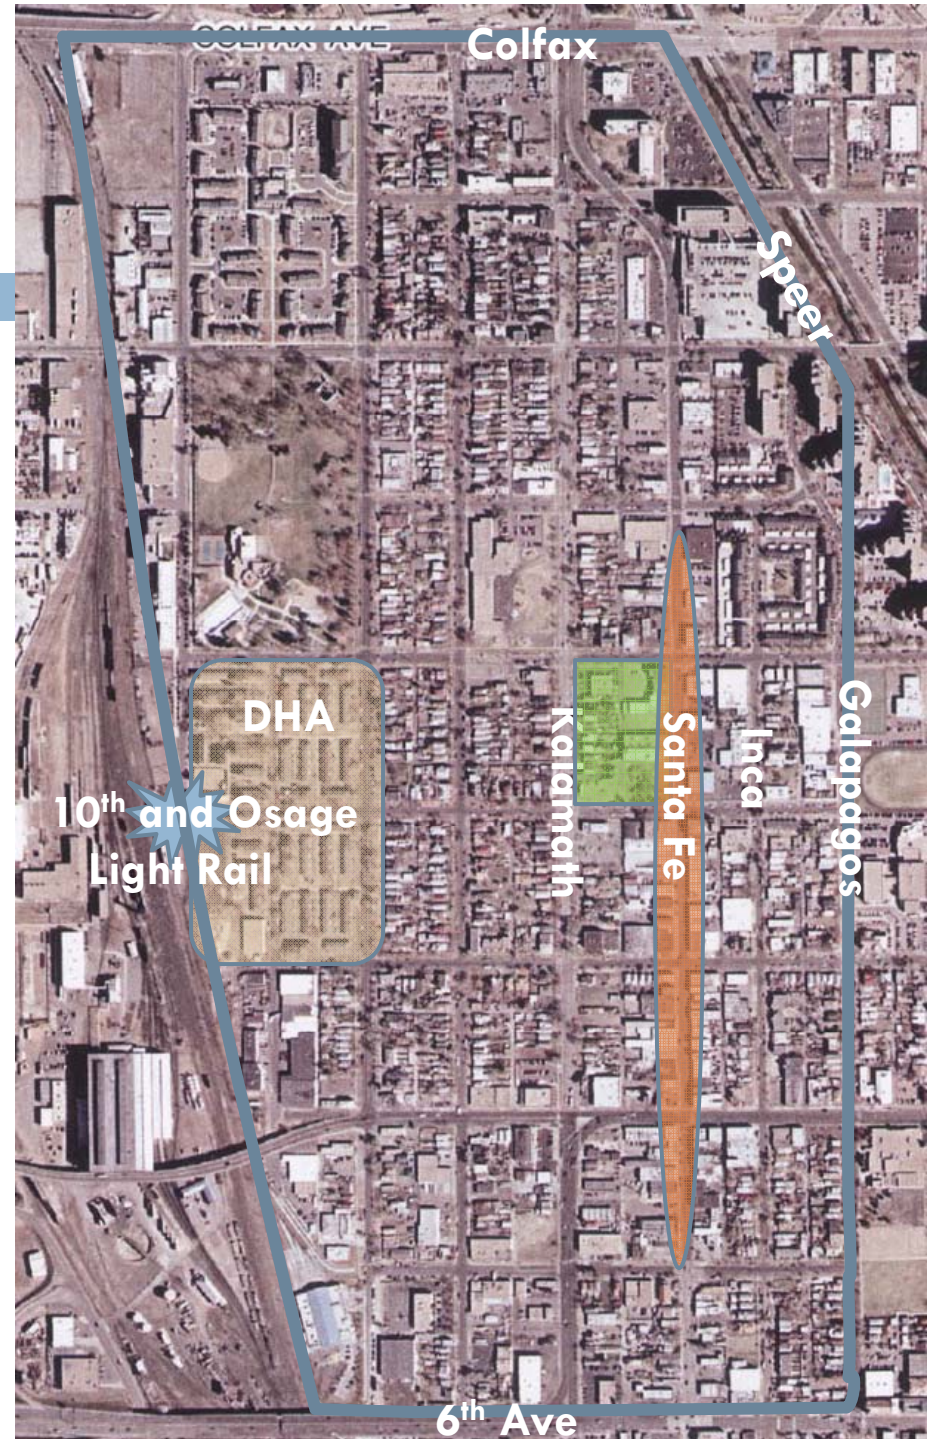 COLFAX AVE
Colfax
Speer
DHA
Kalamath
Santa Fe
Inca
Galapagos
10th and Osage
Light Rail
6th Ave